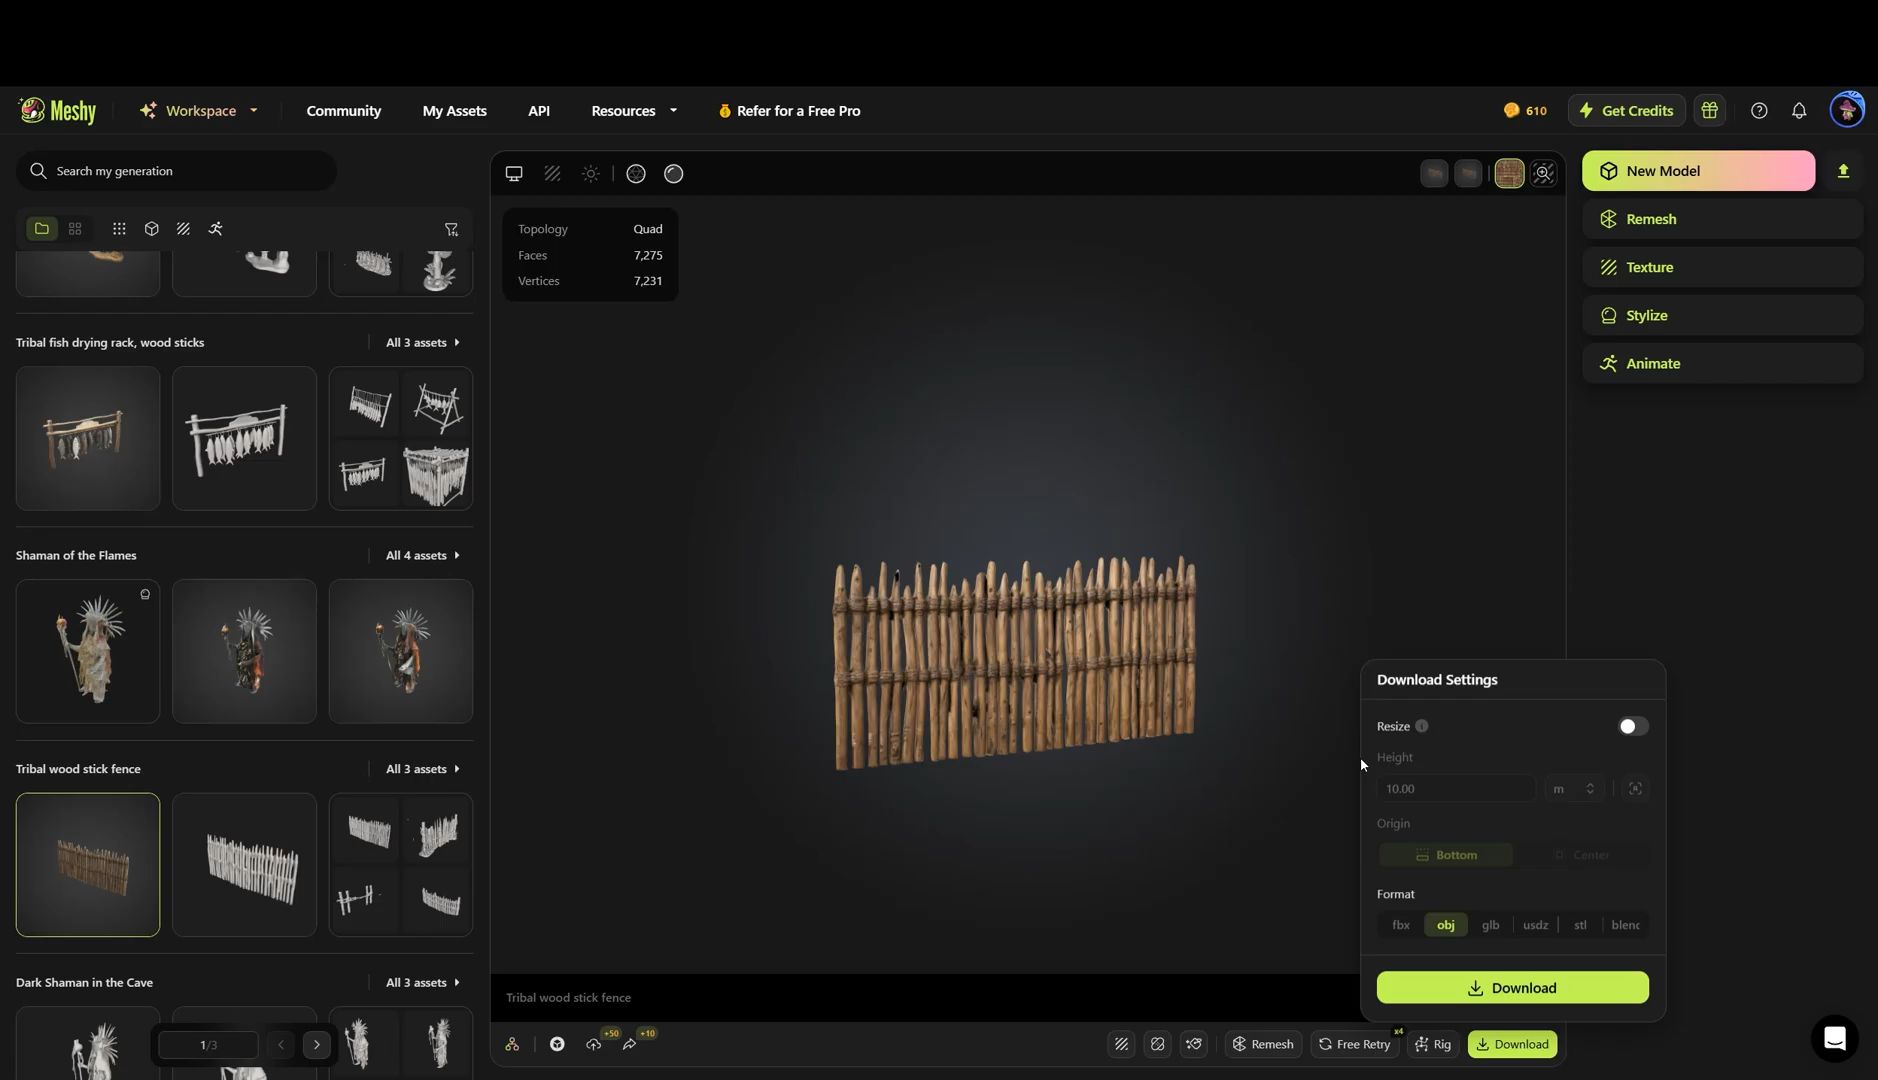 Meshy
Workspace
Community
My Assets
API
Resources
Refer for a Free Pro
610
Get Credits
Search my generation
New Model
Remesh
Texture
Stylize
Animate
Topology Quad
Faces 7,275
Vertices 7,231
Tribal fish drying rack, wood sticks
All 3 assets
Shaman of the Flames
All 4 assets
Tribal wood stick fence
All 3 assets
Dark Shaman in the Cave
All 3 assets
1/3
Download Settings
Resize
Height
10.00 m
Origin
Bottom Center
Format
fbx obj glb usdz stl blenc
Download
Tribal wood stick fence
+50 +10
Remesh
x4
Free Retry
Rig
Download